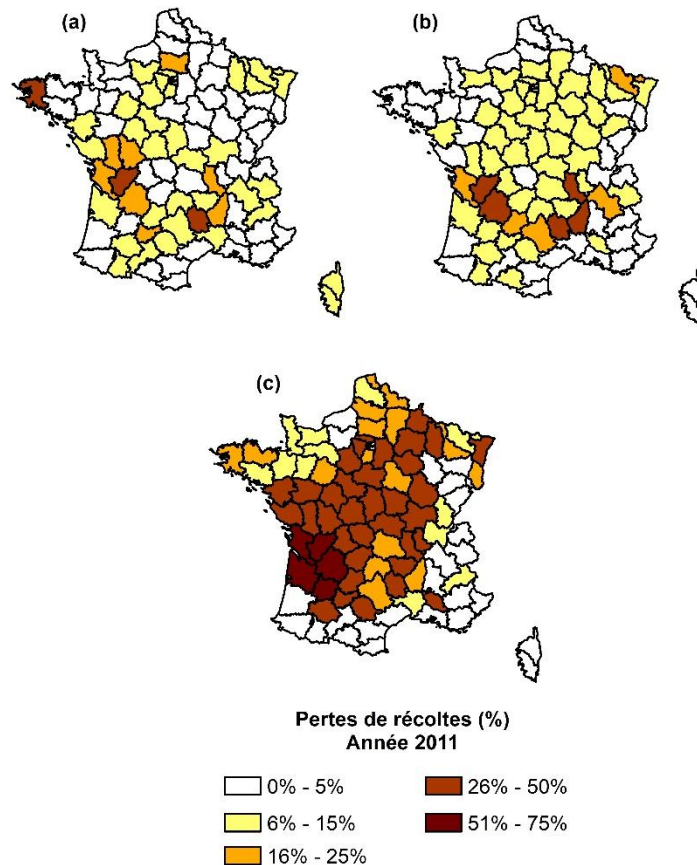 (a)
(b)
(c)
Pertes de récoltes (%)
Année 2011
0% - 5%
26% - 50%
6% - 15%
51% - 75%
16% - 25%